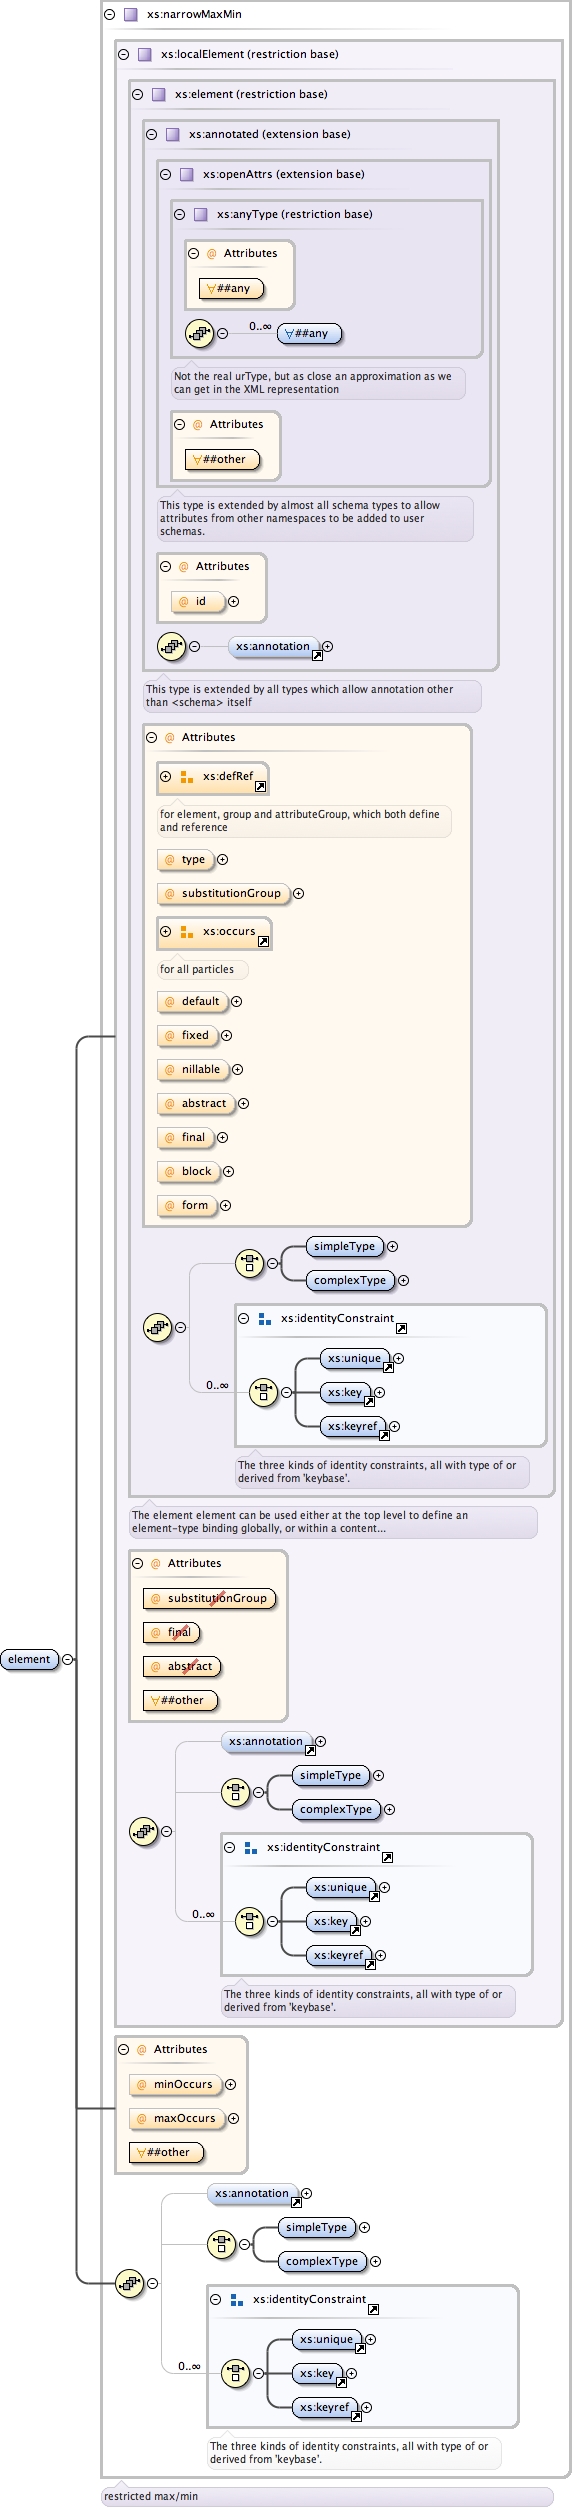 xs:narrowMaxMin
xs:localElement (restriction base)
xs:element (restriction base)
xs:annotated (extension base)
xs:openAttrs (extension base)
xs:anyType (restriction base)
@ Attributes
∀##any
0..∞
∀##any
Not the real urType, but as close an approximation as we
can get in the XML representation
@ Attributes
∀##other
This type is extended by almost all schema types to allow
attributes from other namespaces to be added to user
schemas.
@ Attributes
@ id
xs:annotation
This type is extended by all types which allow annotation other
than <schema> itself
@ Attributes
xs:defRef
for element, group and attributeGroup, which both define
and reference
@ type
@ substitutionGroup
xs:occurs
for all particles
@ default
@ fixed
@ nillable
@ abstract
@ final
@ block
@ form
simpleType
complexType
xs:identityConstraint
xs:unique
0..∞
xs:key
xs:keyref
The three kinds of identity constraints, all with type of or
derived from 'keybase'.
The element element can be used either at the top level to define an
element-type binding globally, or within a content...
@ Attributes
@ substitutionGroup
@ final
element
@ abstract
∀##other
xs:annotation
simpleType
complexType
xs:identityConstraint
xs:unique
0..∞
xs:key
xs:keyref
The three kinds of identity constraints, all with type of or
derived from 'keybase'.
@ Attributes
@ minOccurs
@ maxOccurs
∀##other
xs:annotation
simpleType
complexType
xs:identityConstraint
xs:unique
0..∞
xs:key
xs:keyref
The three kinds of identity constraints, all with type of or
derived from 'keybase'.
restricted max/min